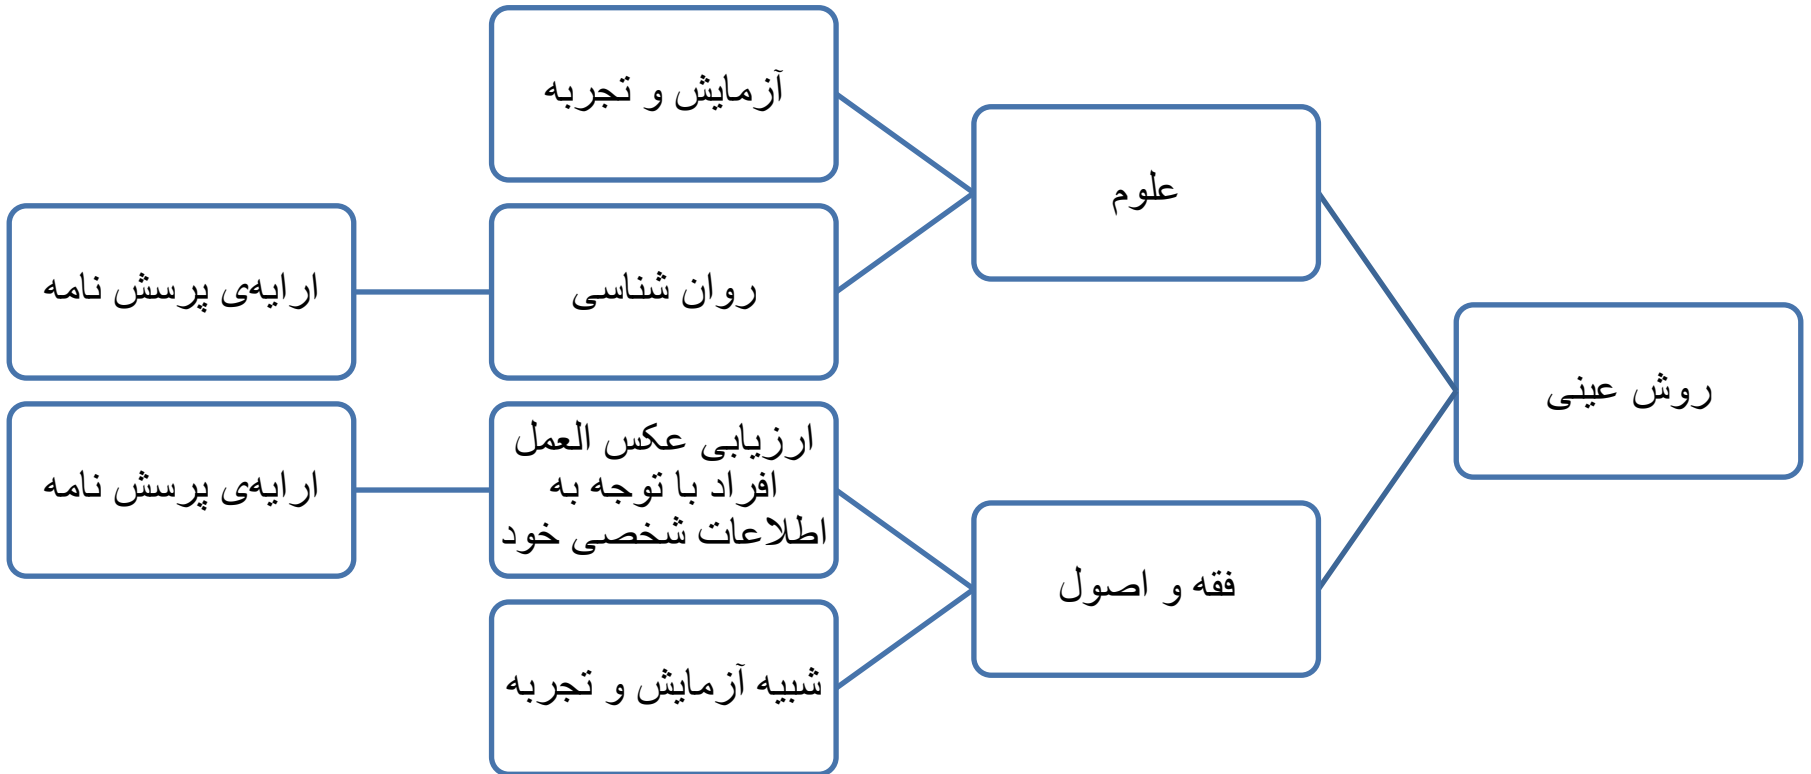 روش عینی
علوم
آزمایش و تجربه
روان شناسی
ارایه‌ی پرسش نامه
فقه و اصول
ارزیابی عکس العمل
افراد با توجه به
اطلاعات شخصی خود
ارایه‌ی پرسش نامه
شبیه آزمایش و تجربه